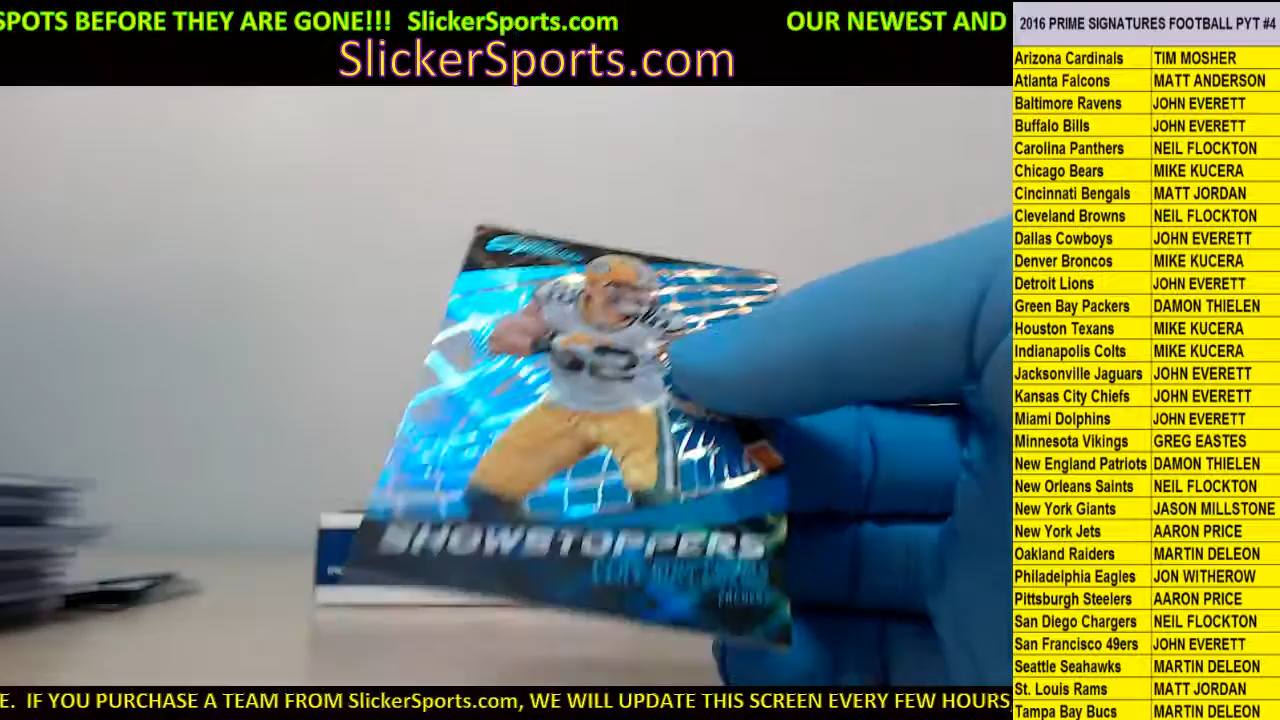 SPOTS BEFORE THEY ARE GONE!!! SlickerSports.com OUR NEWEST AND
SlickerSports.com
2016 PRIME SIGNATURES FOOTBALL PYT #4
Arizona Cardinals TIM MOSHER
Atlanta Falcons MATT ANDERSON
Baltimore Ravens JOHN EVERETT
Buffalo Bills JOHN EVERETT
Carolina Panthers NEIL FLOCKTON
Chicago Bears MIKE KUCERA
Cincinnati Bengals MATT JORDAN
Cleveland Browns NEIL FLOCKTON
Dallas Cowboys JOHN EVERETT
Denver Broncos MIKE KUCERA
Detroit Lions JOHN EVERETT
Green Bay Packers DAMON THIELEN
Houston Texans MIKE KUCERA
Indianapolis Colts MIKE KUCERA
Jacksonville Jaguars JOHN EVERETT
Kansas City Chiefs JOHN EVERETT
Miami Dolphins JOHN EVERETT
Minnesota Vikings GREG EASTES
New England Patriots DAMON THIELEN
New Orleans Saints NEIL FLOCKTON
New York Giants JASON MILLSTONE
New York Jets AARON PRICE
Oakland Raiders MARTIN DELEON
Philadelphia Eagles JON WITHEROW
Pittsburgh Steelers AARON PRICE
San Diego Chargers NEIL FLOCKTON
San Francisco 49ers JOHN EVERETT
Seattle Seahawks MARTIN DELEON
St. Louis Rams MATT JORDAN
Tampa Bay Bucs MARTIN DELEON
SHOWSTOPPERS
E. IF YOU PURCHASE A TEAM FROM SlickerSports.com, WE WILL UPDATE THIS SCREEN EVERY FEW HOURS